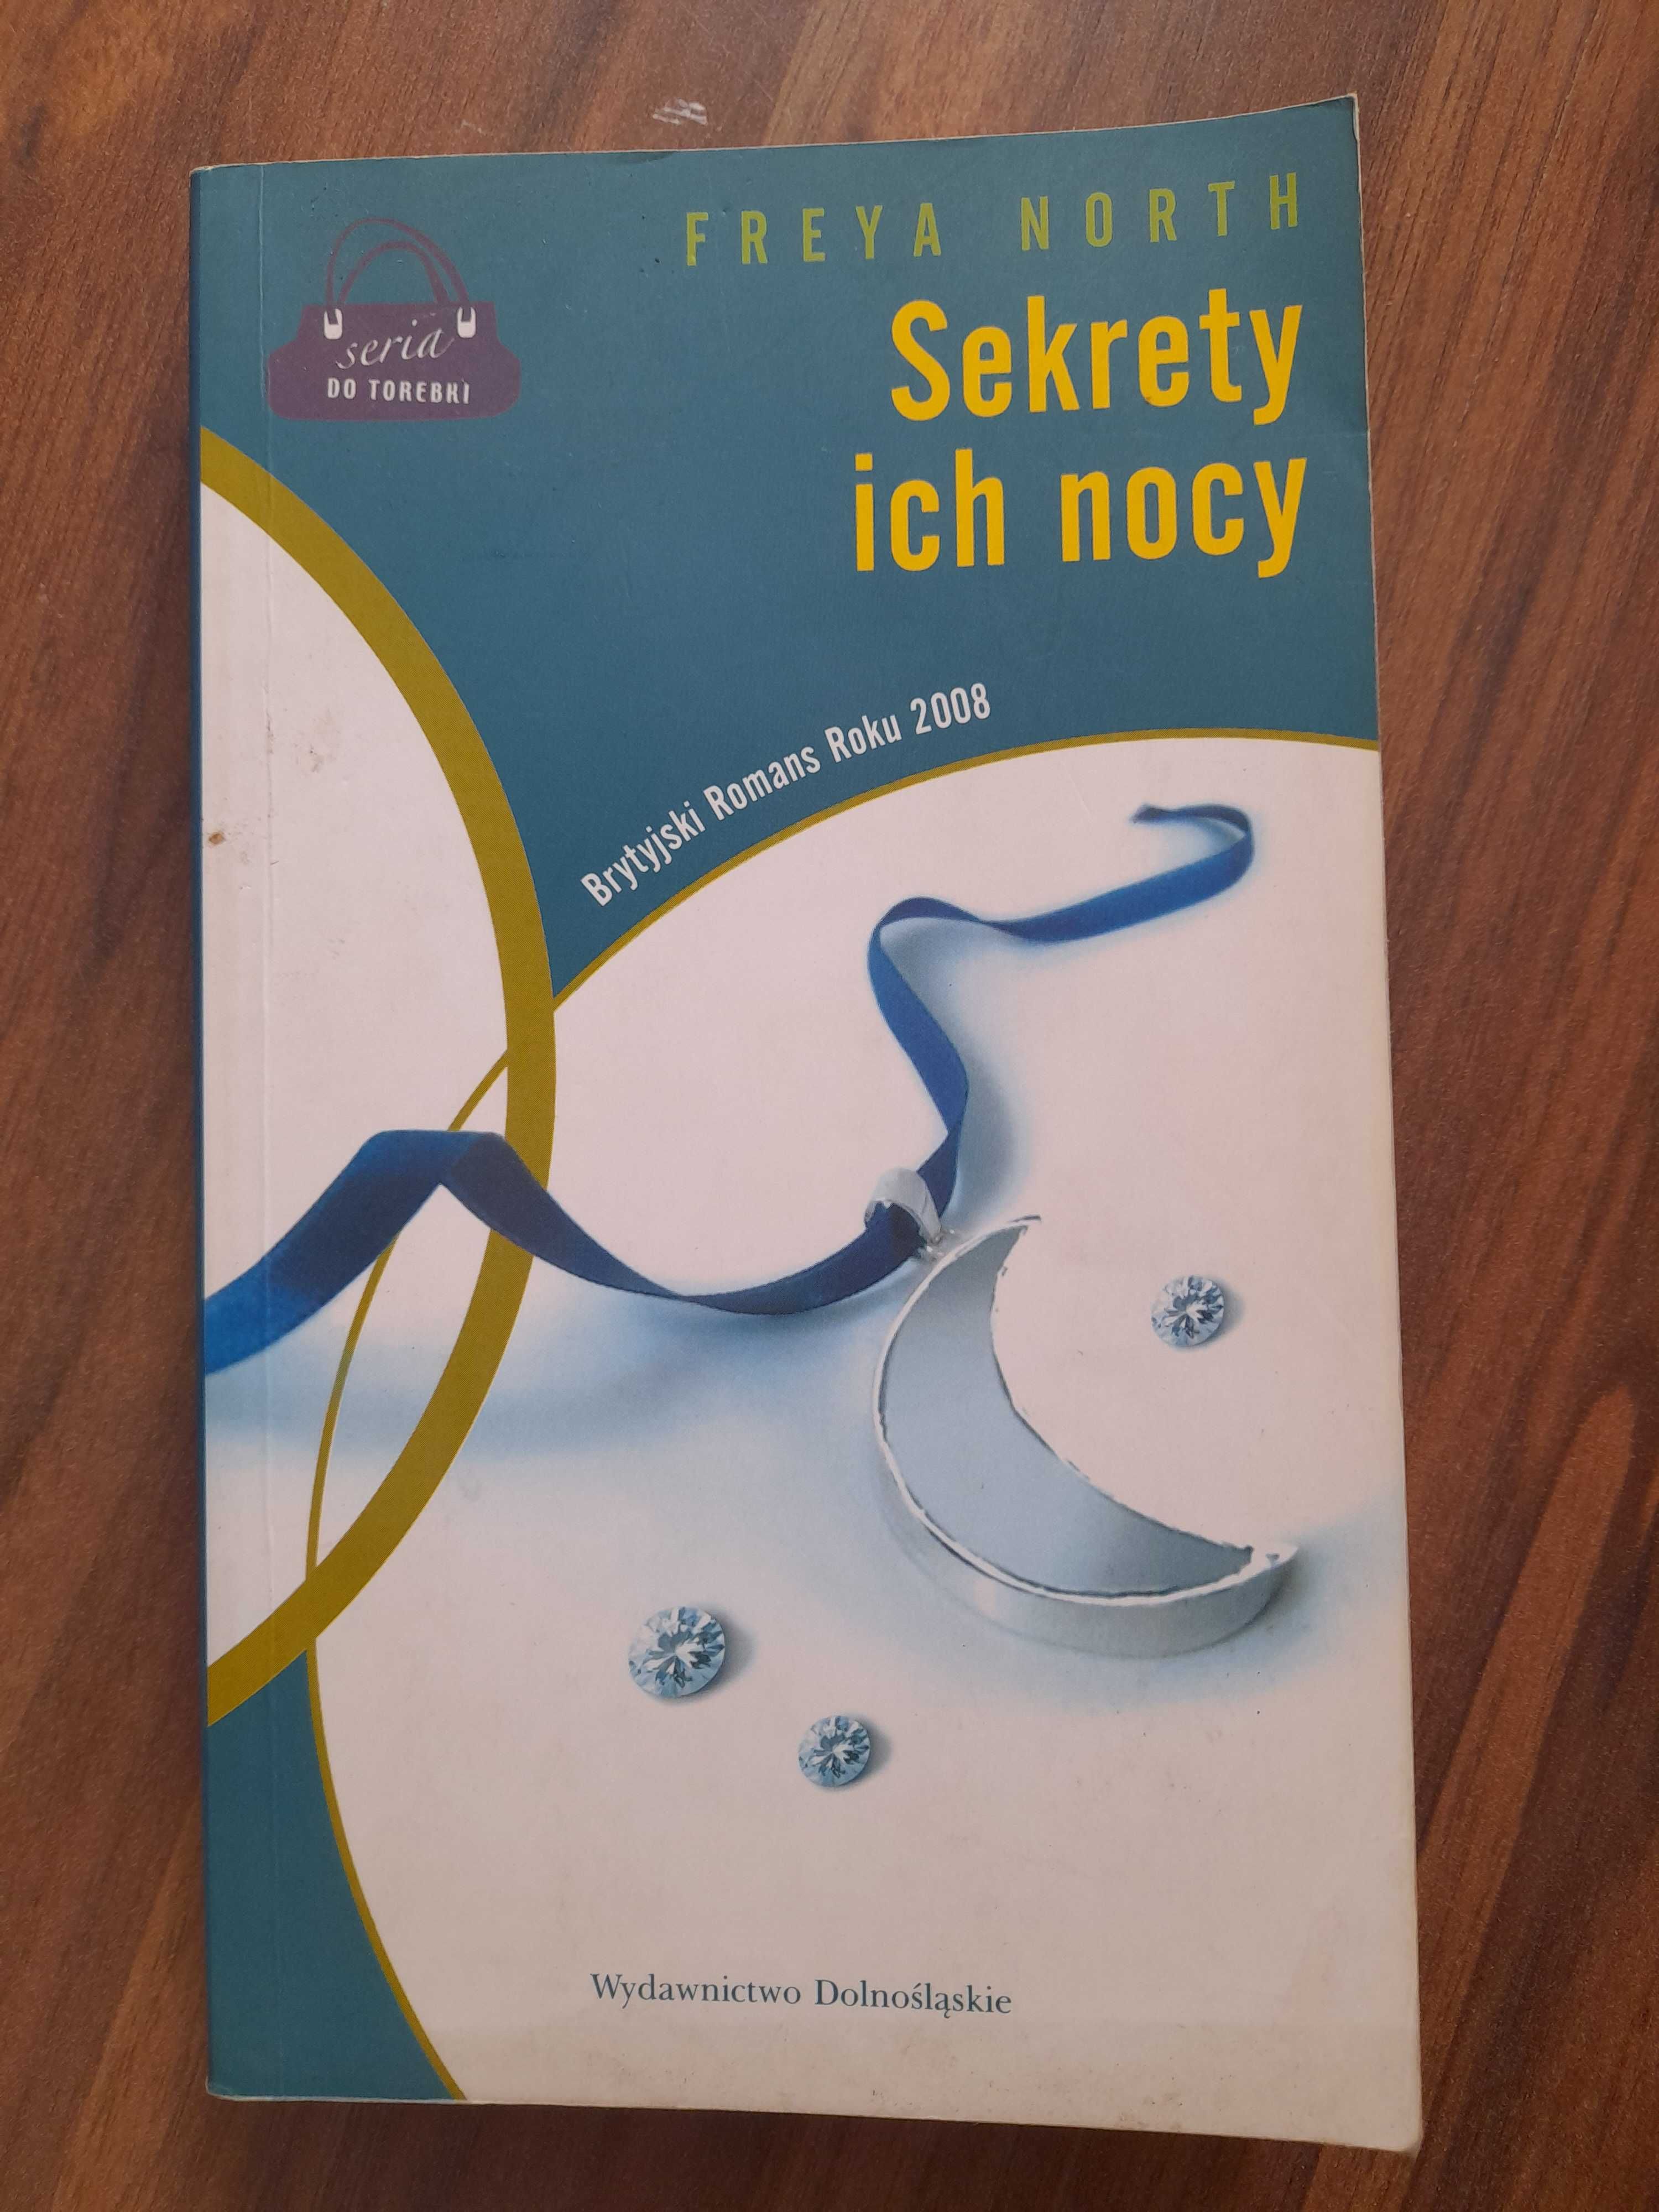 FREYA NORTH
Sekrety
ich nocy
seria
DO TOREBKI
Brytyjski Romans Roku 2008
Wydawnictwo Dolnośląskie